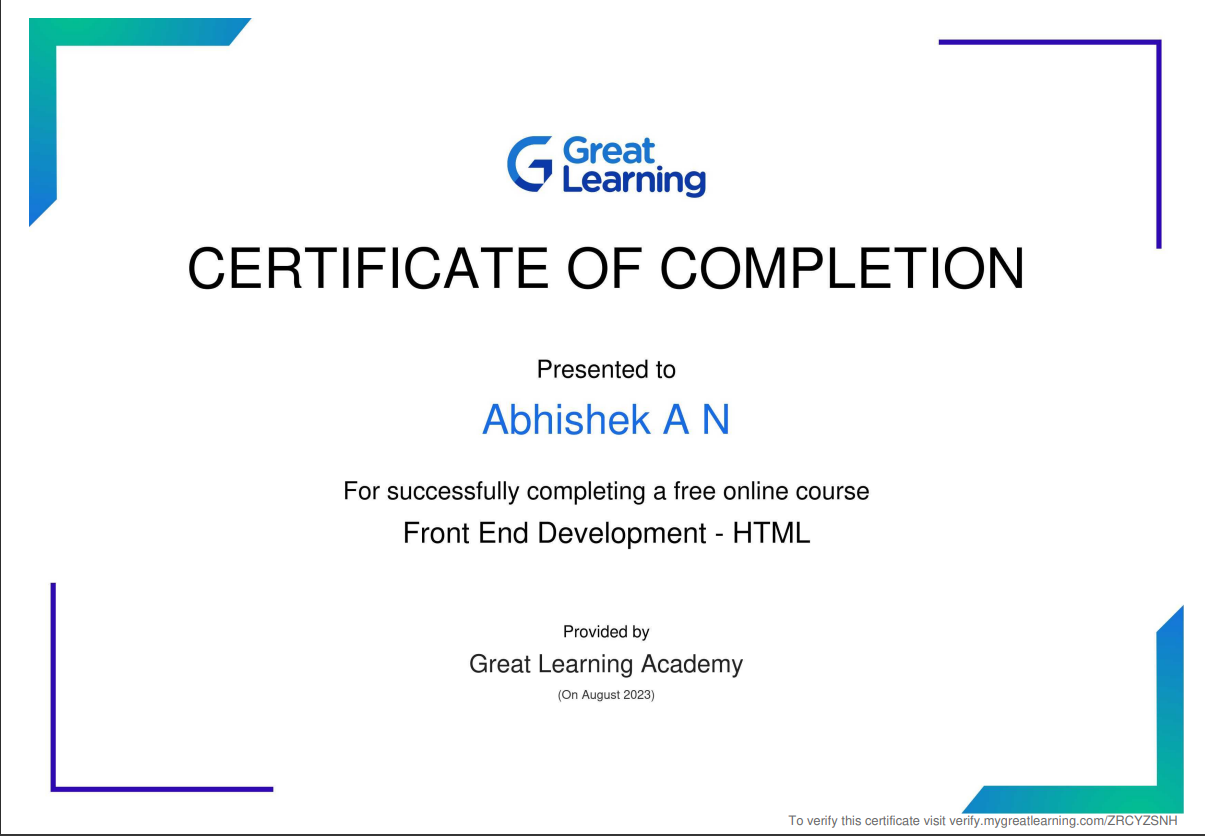 Great
Learning
CERTIFICATE OF COMPLETION
Presented to
Abhishek A N
For successfully completing a free online course
Front End Development - HTML
Provided by
Great Learning Academy
(On August 2023)
To verify this certificate visit verify.mygreatlearning.com/ZRCYZSNH